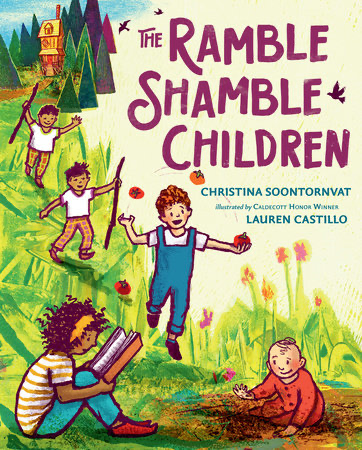 THE RAMBLE
SHAMBLE
CHILDREN
CHRISTINA SOONTORNVAT
illustrated by CALDECOTT HONOR WINNER
LAUREN CASTILLO